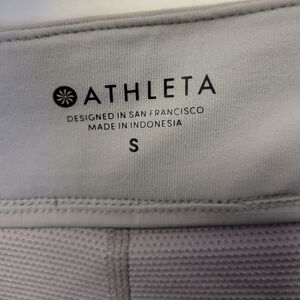 ATHLETA
DESIGNED IN SAN FRANCISCO
MADE IN INDONESIA
S